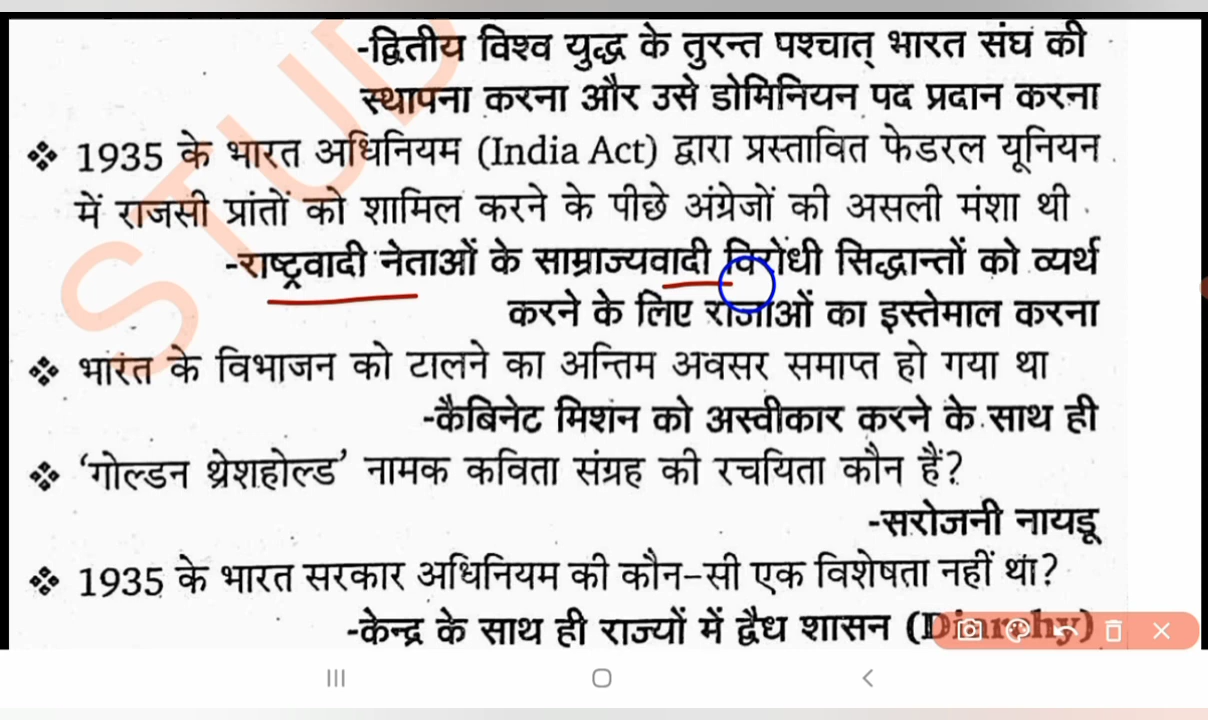 -द्वितीय विश्व युद्ध के तुरन्त पश्चात् भारत संघ की
स्थापना करना और उसे डोमिनियन पद प्रदान करना
❖ 1935 के भारत अधिनियम (India Act) द्वारा प्रस्तावित फेडरल यूनियन
में राजसी प्रांतों को शामिल करने के पीछे अंग्रेजों की असली मंशा थी
-राष्ट्रवादी नेताओं के साम्राज्यवादी विरोधी सिद्धान्तों को व्यर्थ
करने के लिए राजाओं का इस्तेमाल करना
❖ भारत के विभाजन को टालने का अन्तिम अवसर समाप्त हो गया था
-कैबिनेट मिशन को अस्वीकार करने के साथ ही
❖ 'गोल्डन थ्रेशहोल्ड' नामक कविता संग्रह की रचयिता कौन हैं?
-सरोजनी नायडू
❖ 1935 के भारत सरकार अधिनियम की कौन-सी एक विशेषता नहीं था?
-केन्द्र के साथ ही राज्यों में द्वैध शासन (Diarchy)
STUD